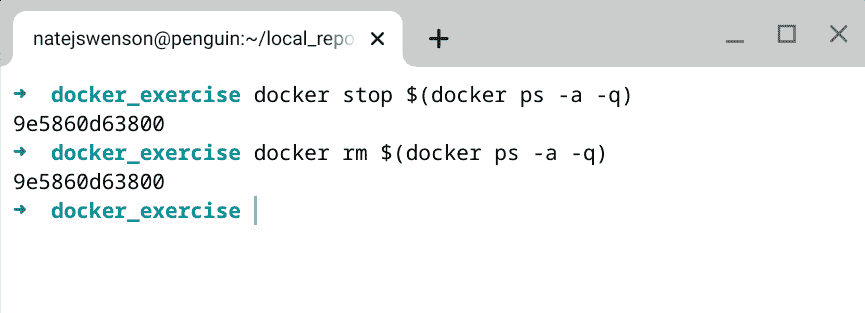 natejswenson@penguin:~/local_repo
➜ docker_exercise docker stop $(docker ps -a -q)
9e5860d63800
➜ docker_exercise docker rm $(docker ps -a -q)
9e5860d63800
➜ docker_exercise